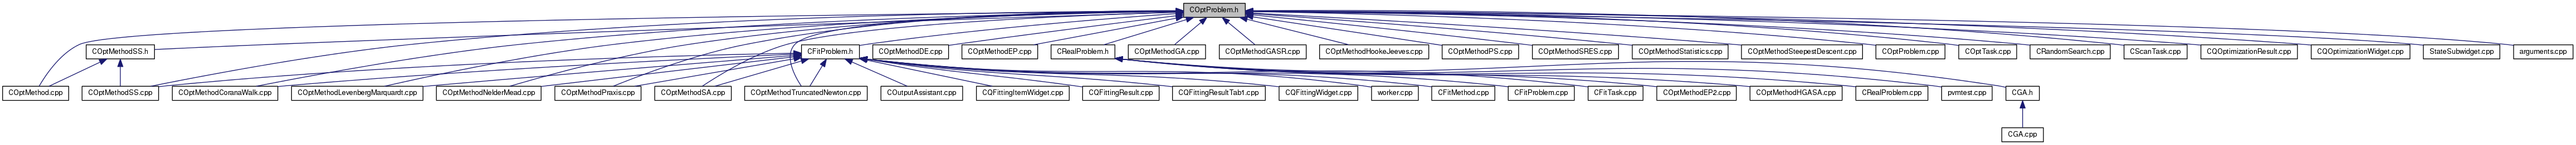 COptProblem.h
COptMethodSS.h
CFitProblem.h
COptMethodDE.cpp
COptMethodEP.cpp
CRealProblem.h
COptMethodGA.cpp
COptMethodGASR.cpp
COptMethodHookeJeeves.cpp
COptMethodPS.cpp
COptMethodSRES.cpp
COptMethodStatistics.cpp
COptMethodSteepestDescent.cpp
COptProblem.cpp
COptTask.cpp
CRandomSearch.cpp
CScanTask.cpp
CQOptimizationResult.cpp
CQOptimizationWidget.cpp
StateSubwidget.cpp
arguments.cpp
COptMethod.cpp
COptMethodSS.cpp
COptMethodCoranaWalk.cpp
COptMethodLevenbergMarquardt.cpp
COptMethodNelderMead.cpp
COptMethodPraxis.cpp
COptMethodSA.cpp
COptMethodTruncatedNewton.cpp
COutputAssistant.cpp
CQFittingItemWidget.cpp
CQFittingResult.cpp
CQFittingResultTab1.cpp
CQFittingWidget.cpp
worker.cpp
CFitMethod.cpp
CFitProblem.cpp
CFitTask.cpp
COptMethodEP2.cpp
COptMethodHGASA.cpp
CRealProblem.cpp
pvmtest.cpp
CGA.h
CGA.cpp